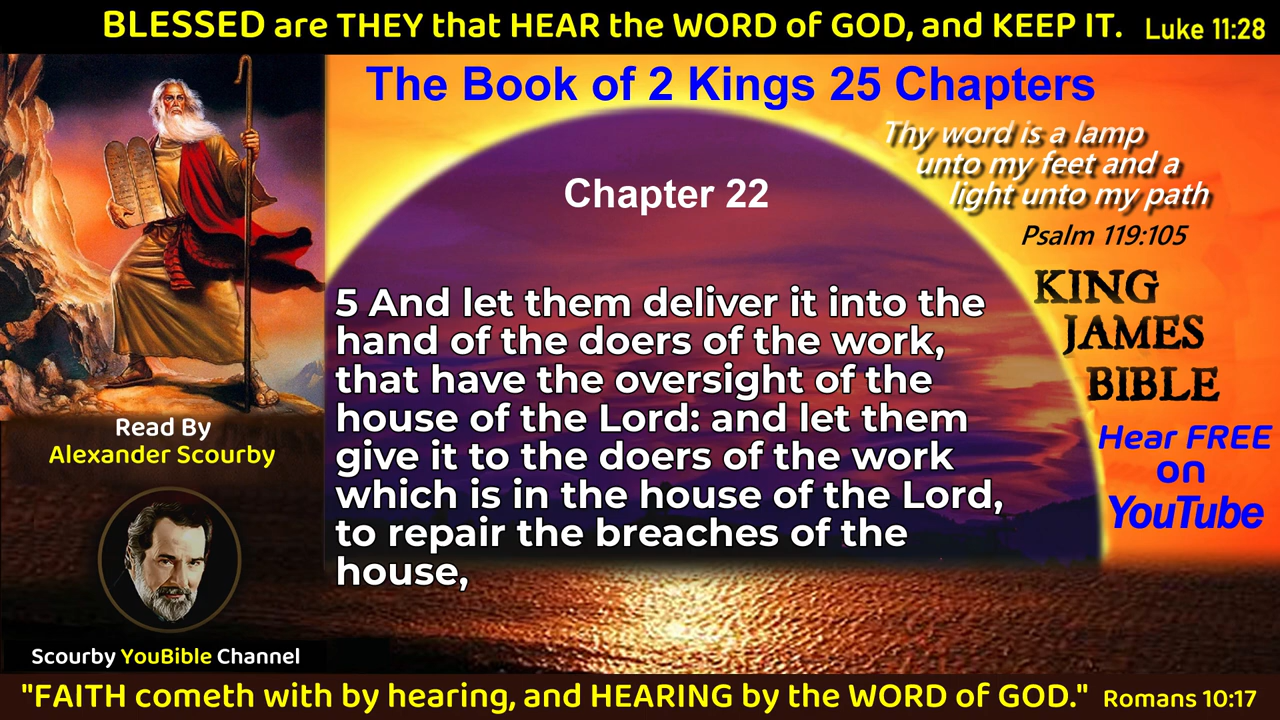 BLESSED are THEY that HEAR the WORD of GOD, and KEEP IT. Luke 11:28
The Book of 2 Kings 25 Chapters
Thy word is a lamp
unto my feet and a
light unto my path
Psalm 119:105
Chapter 22
KING
JAMES
BIBLE
5 And let them deliver it into the
hand of the doers of the work,
that have the oversight of the
house of the Lord: and let them
give it to the doers of the work
which is in the house of the Lord,
to repair the breaches of the
house,
Hear FREE
on
YouTube
Read By
Alexander Scourby
Scourby YouBible Channel
"FAITH cometh with by hearing, and HEARING by the WORD of GOD." Romans 10:17